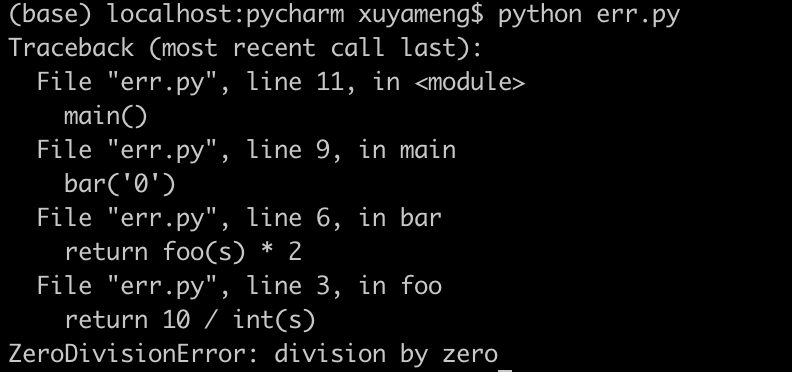 (base) localhost:pycharm xuyameng$ python err.py
Traceback (most recent call last):
  File "err.py", line 11, in <module>
    main()
  File "err.py", line 9, in main
    bar('0')
  File "err.py", line 6, in bar
    return foo(s) * 2
  File "err.py", line 3, in foo
    return 10 / int(s)
ZeroDivisionError: division by zero